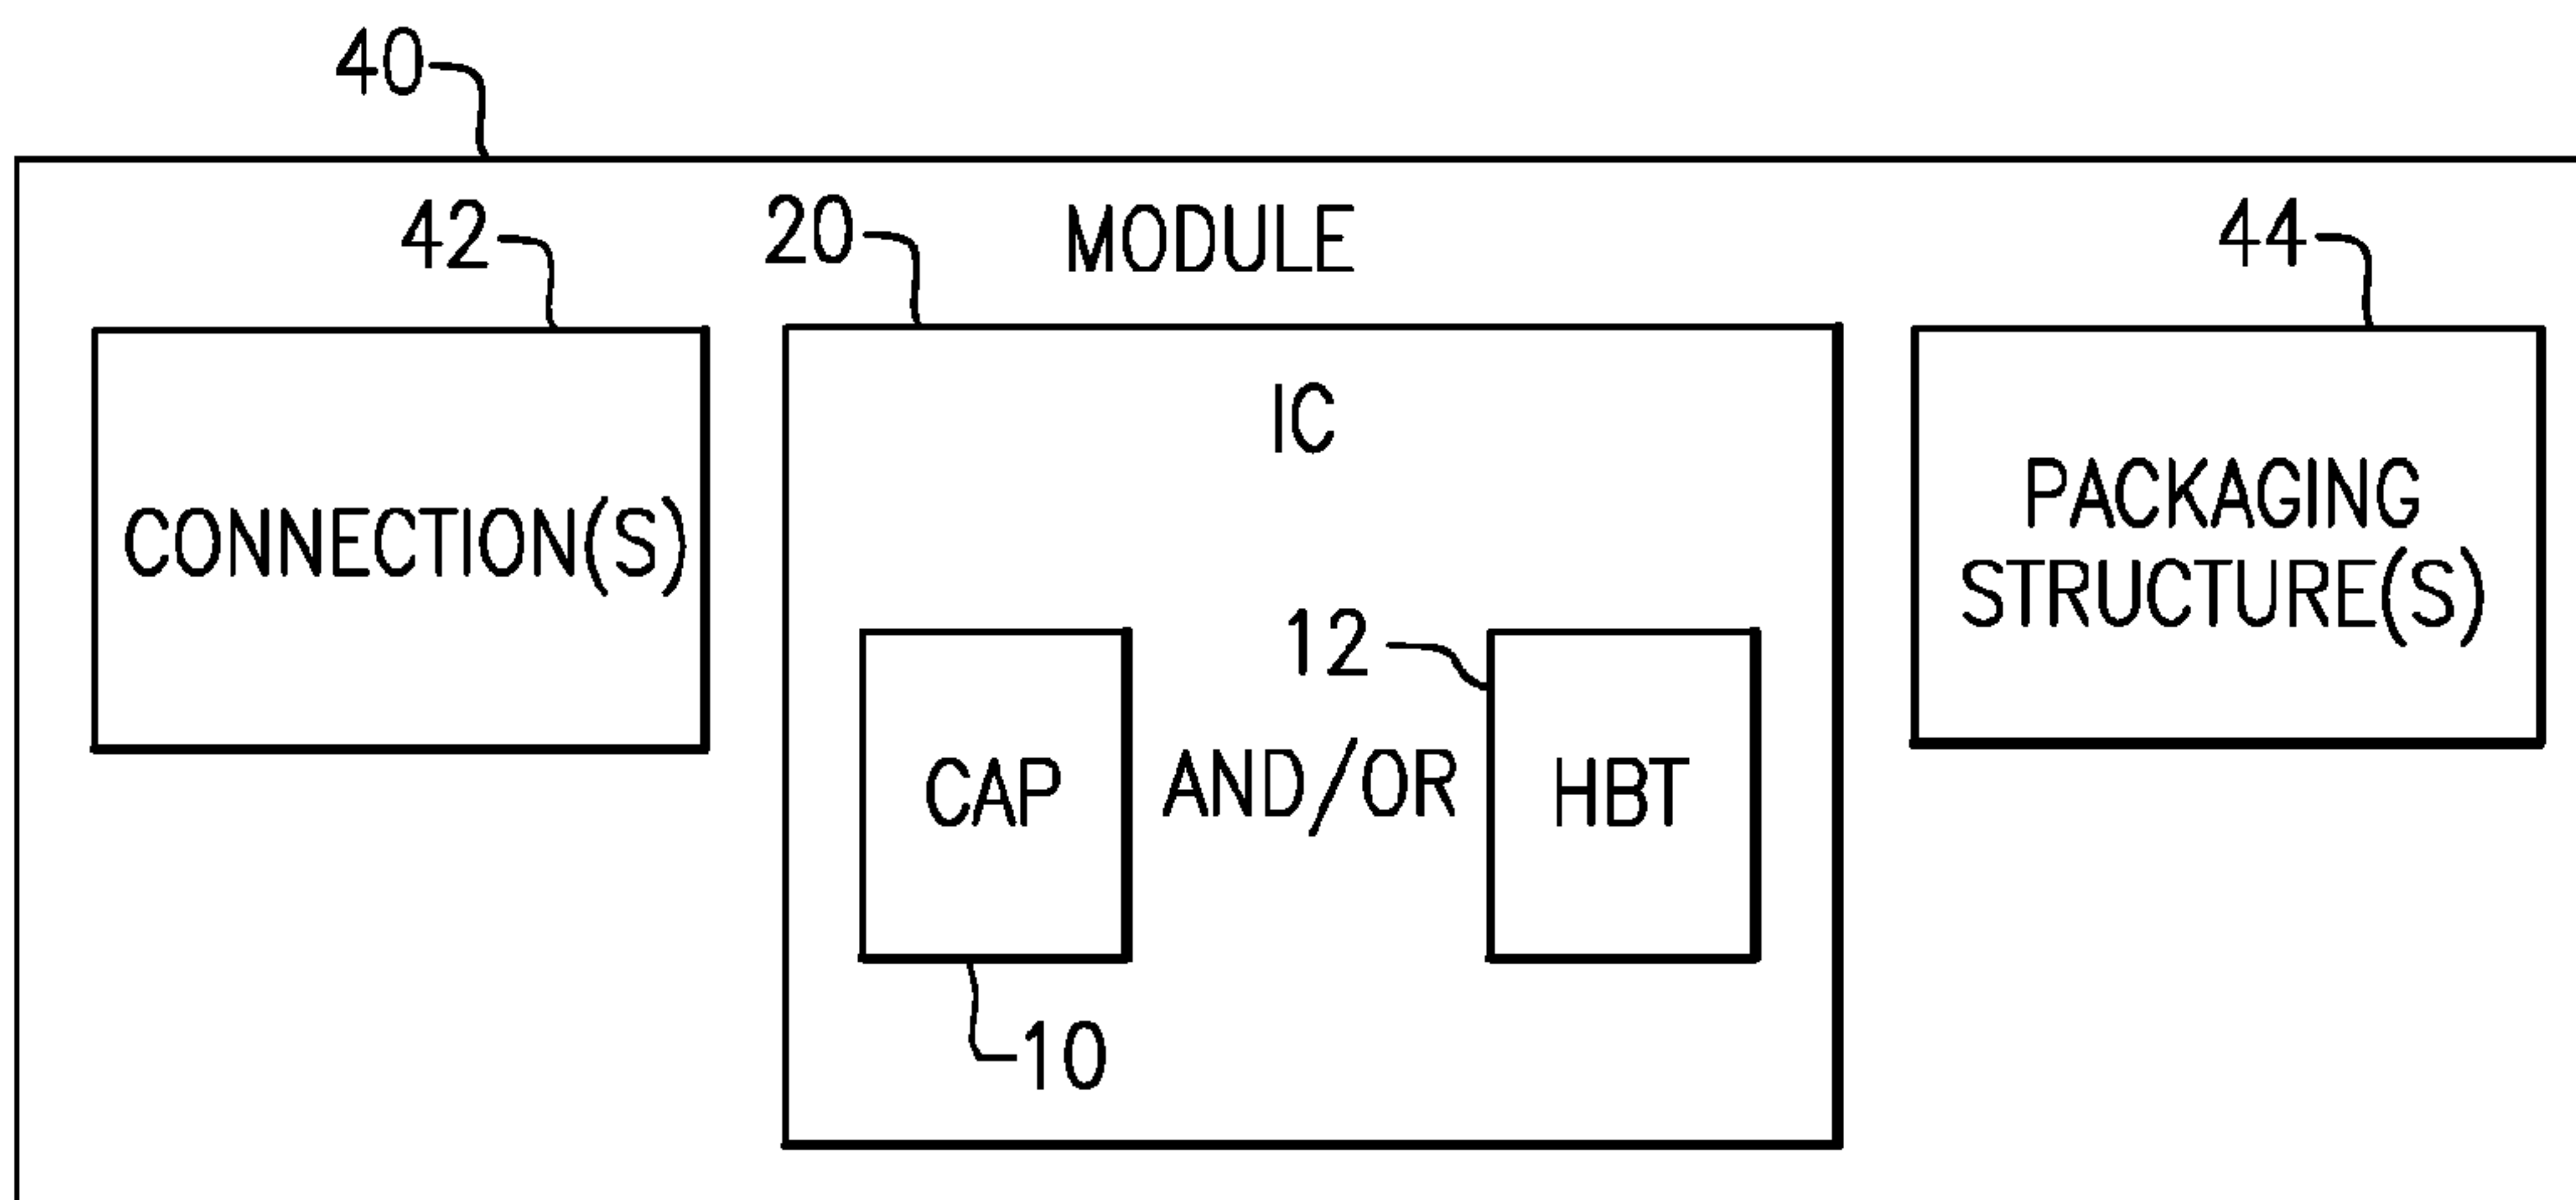 40
42
20
MODULE
44
IC
CONNECTION(S)
PACKAGING
STRUCTURE(S)
12
CAP
AND/OR
HBT
10